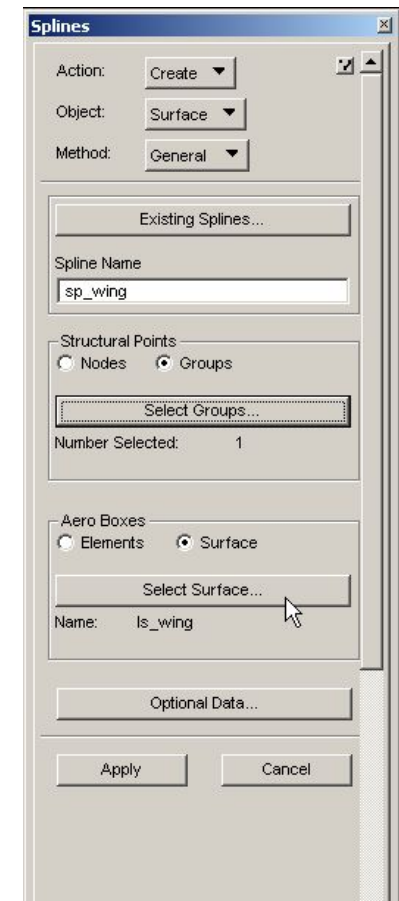 Splines
Action: Create
Object: Surface
Method: General
Existing Splines...
Spline Name
sp_wing
Structural Points
Nodes Groups
Select Groups...
Number Selected: 1
Aero Boxes
Elements Surface
Select Surface...
Name: ls_wing
Optional Data...
Apply Cancel